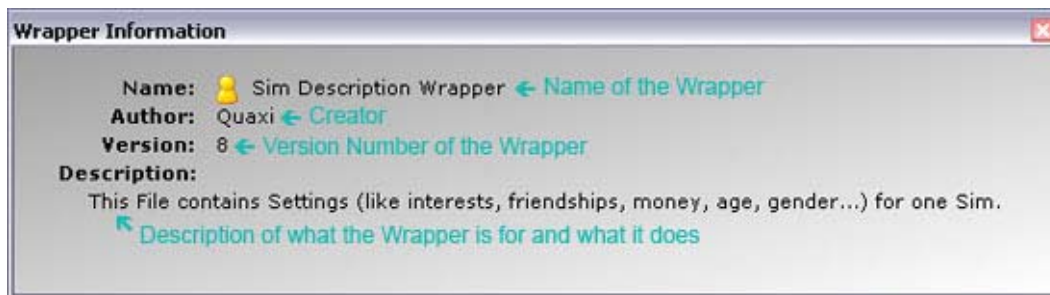 Wrapper Information
Name: Sim Description Wrapper Name of the Wrapper
Author: Quaxi Creator
Version: 8 Version Number of the Wrapper
Description:
This File contains Settings (like interests, friendships, money, age, gender...) for one Sim.
Description of what the Wrapper is for and what it does